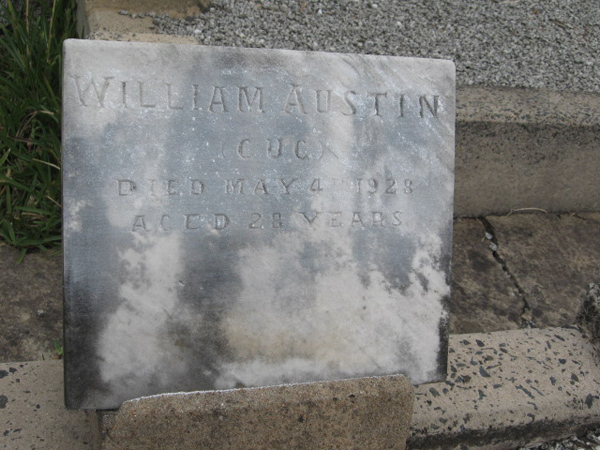 WILLIAM AUSTIN
(CUC)
DIED MAY 4 1928
AGED 28 YEARS